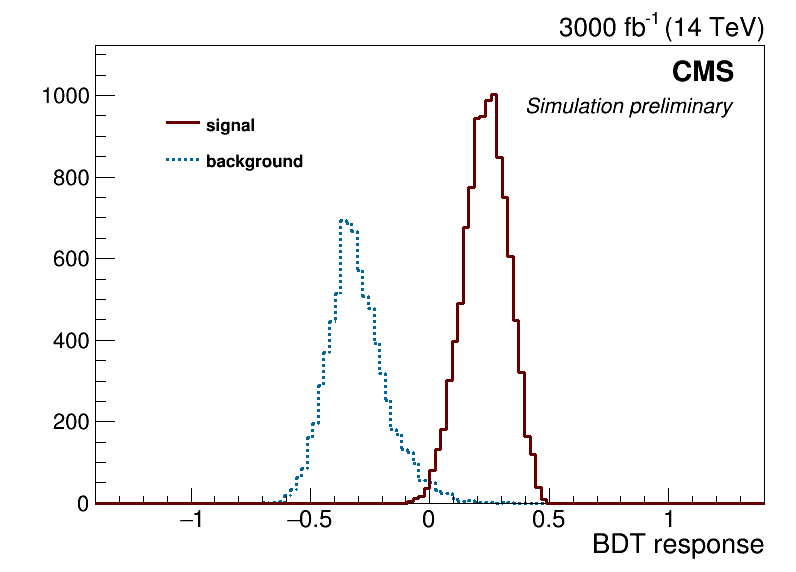 3000 fb-1 (14 TeV)
CMS
Simulation preliminary
signal
background
1000
800
600
400
200
0
−1 −0.5 0 0.5 1
BDT response